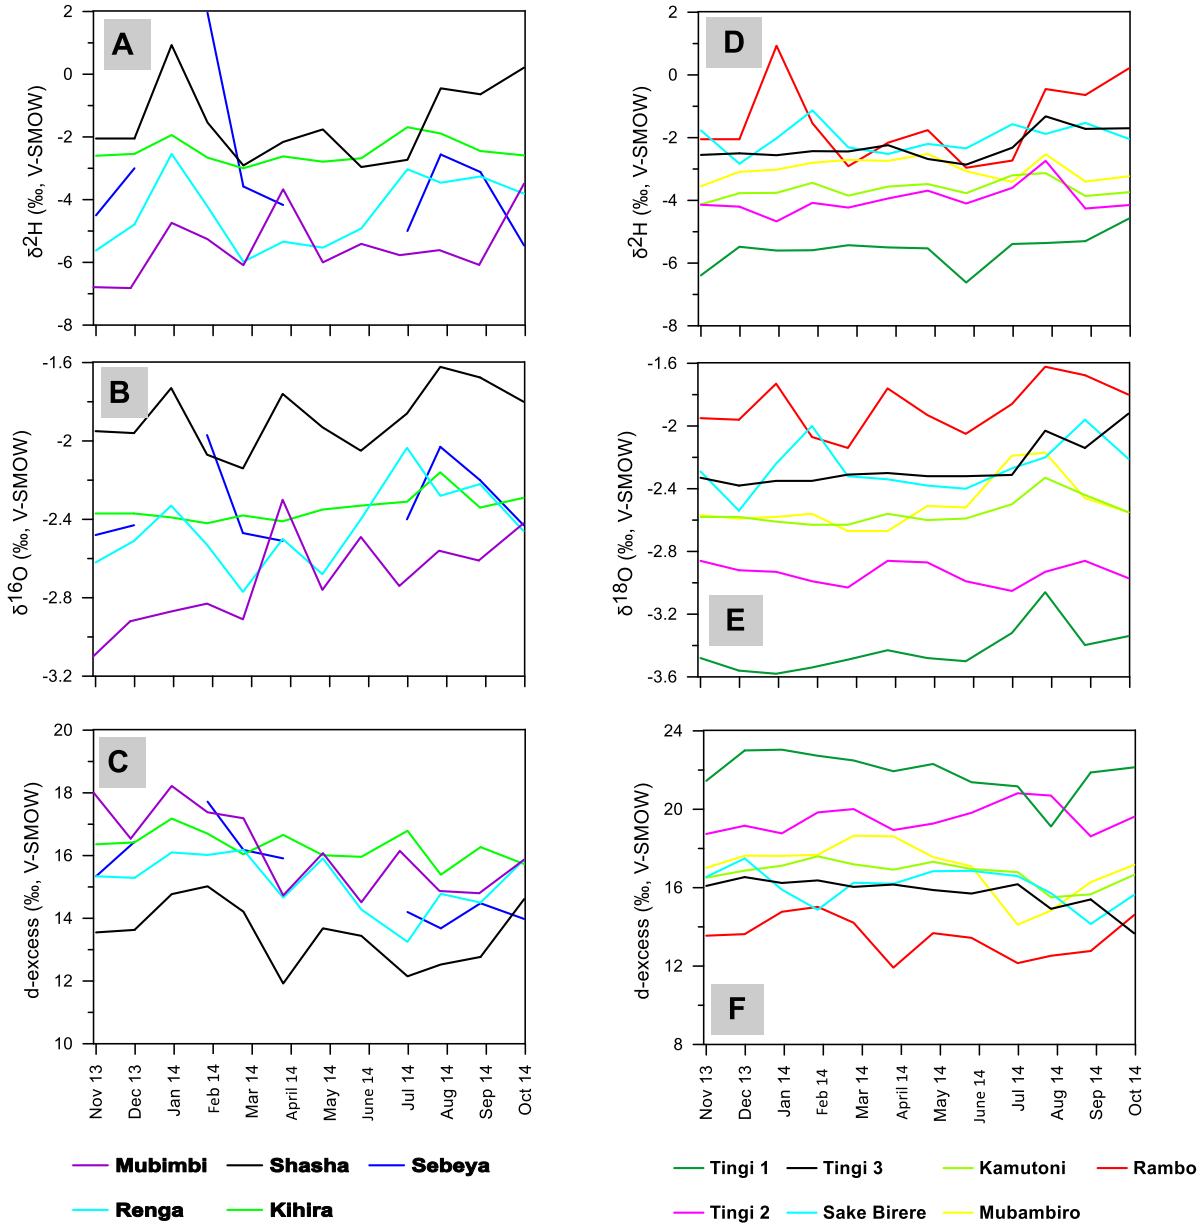 A
δ²H (‰, V-SMOW)
2
0
-2
-4
-6
-8
D
δ²H (‰, V-SMOW)
2
0
-2
-4
-6
-8
B
δ¹⁶O (‰, V-SMOW)
-1.6
-2
-2.4
-2.8
-3.2
E
δ¹⁸O (‰, V-SMOW)
-1.6
-2
-2.4
-2.8
-3.2
-3.6
C
d-excess (‰, V-SMOW)
20
18
16
14
12
10
Nov 13
Dec 13
Jan 14
Feb 14
Mar 14
April 14
May 14
June 14
Jul 14
Aug 14
Sep 14
Oct 14
F
d-excess (‰, V-SMOW)
24
20
16
12
8
Nov 13
Dec 13
Jan 14
Feb 14
Mar 14
April 14
May 14
June 14
Jul 14
Aug 14
Sep 14
Oct 14
Mubimbi Shasha Sebeya
Renga Kihira
Tingi 1 Tingi 3 Kamutoni Rambo
Tingi 2 Sake Birere Mubambiro